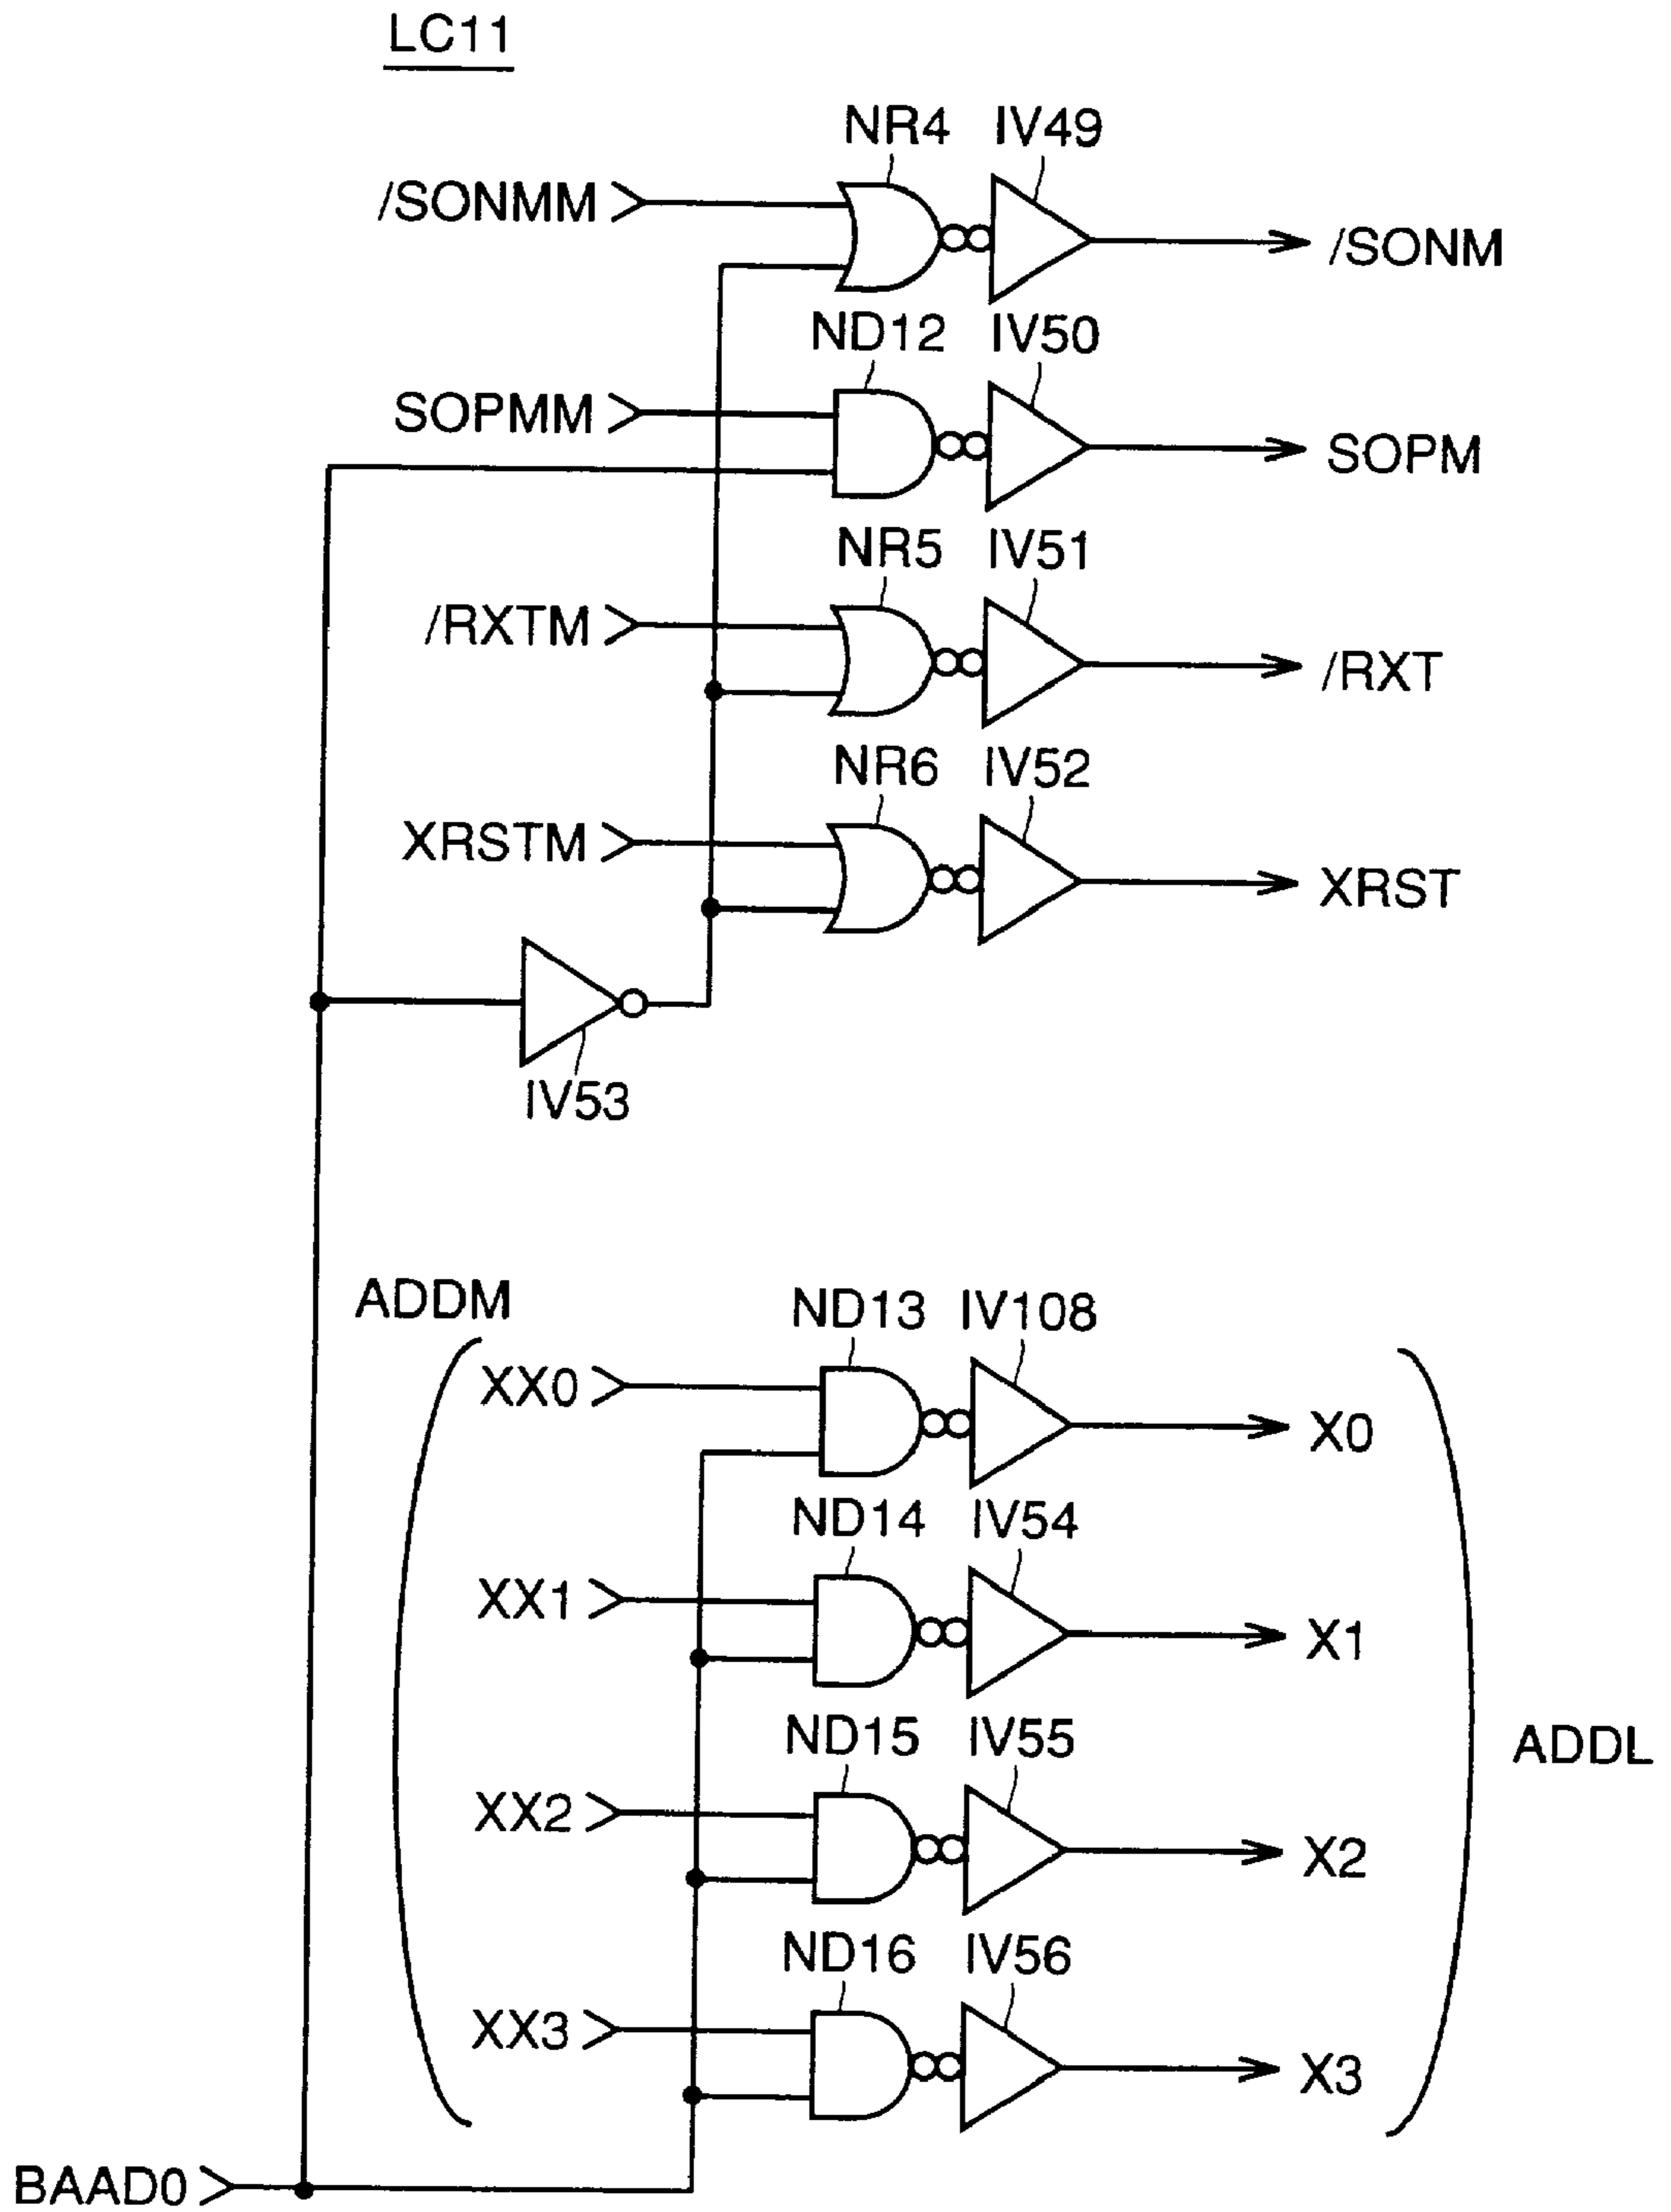 LC11
NR4 IV49
/SONMM /SONM
ND12 IV50
SOPMM SOPM
NR5 IV51
/RXTM /RXT
NR6 IV52
XRSTM XRST
IV53
ADDM ND13 IV108
XX0 X0
ND14 IV54
XX1 X1
ND15 IV55 ADDL
XX2 X2
ND16 IV56
XX3 X3
BAAD0